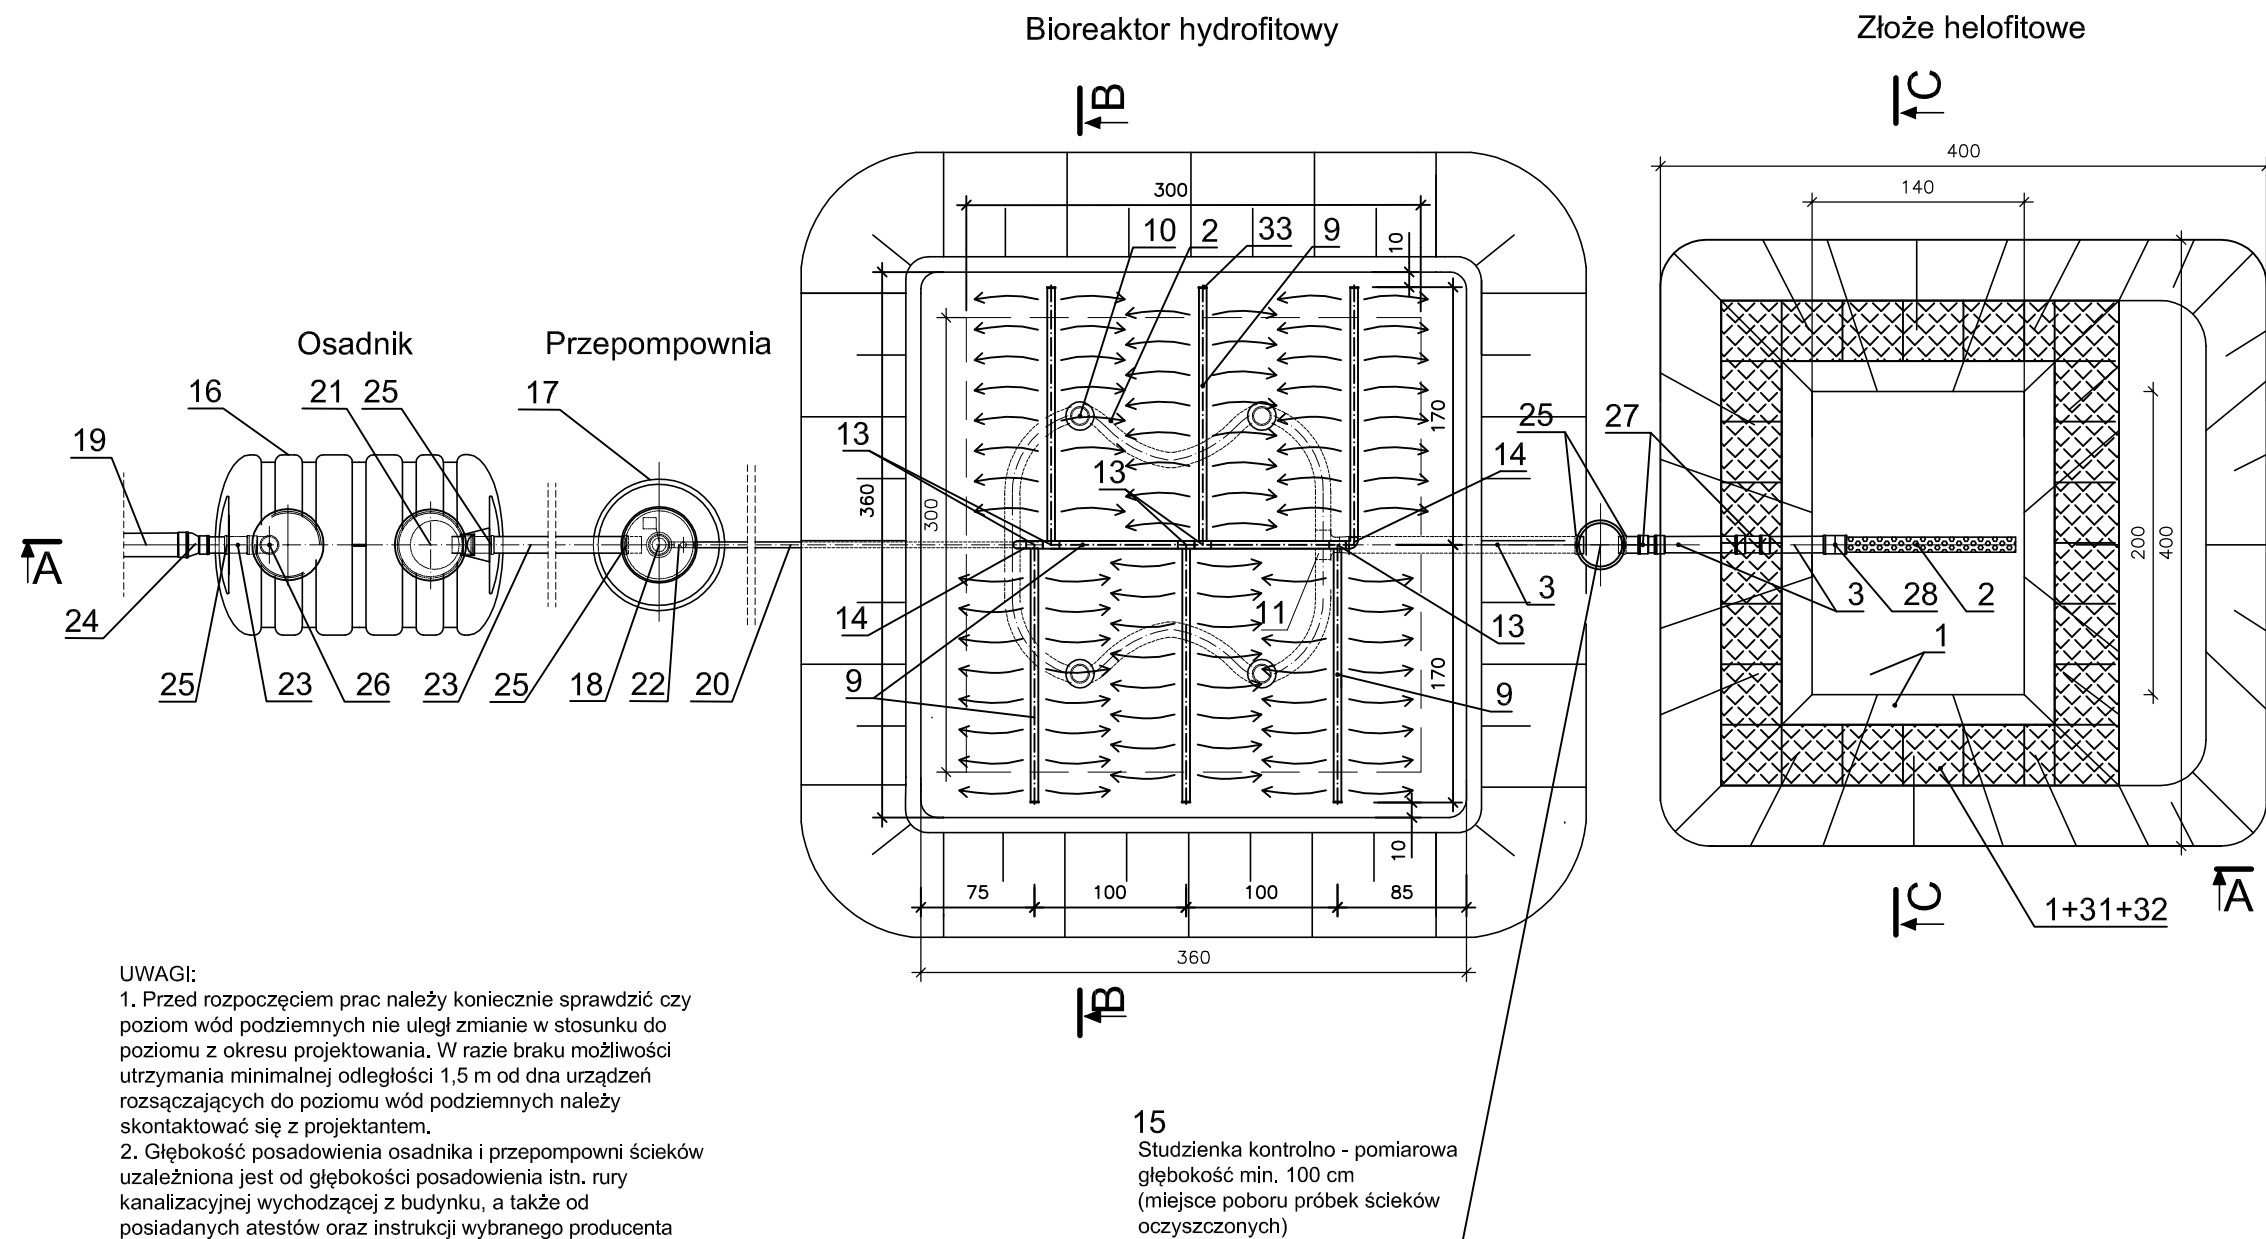 Bioreaktor hydrofitowy
Złoże helofitowe
B
C
400
140
300
10
2
33
9
10
Osadnik
Przepompownia
16
21
25
17
19
13
360
300
13
170
14
25
27
200
400
A
24
25
23
26
23
25
18
22
20
14
9
11
170
3
13
9
3
28
2
1
10
75
100
100
85
360
B
C
A
1+31+32
UWAGI:
1. Przed rozpoczęciem prac należy koniecznie sprawdzić czy
poziom wód podziemnych nie uległ zmianie w stosunku do
poziomu z okresu projektowania. W razie braku możliwości
utrzymania minimalnej odległości 1,5 m od dna urządzeń
rozsączających do poziomu wód podziemnych należy
skontaktować się z projektantem.
2. Głębokość posadowienia osadnika i przepompowni ścieków
uzależniona jest od głębokości posadowienia istn. rury
kanalizacyjnej wychodzącej z budynku, a także od
posiadanych atestów oraz instrukcji wybranego producenta
15
Studzienka kontrolno - pomiarowa
głębokość min. 100 cm
(miejsce poboru próbek ścieków
oczyszczonych)